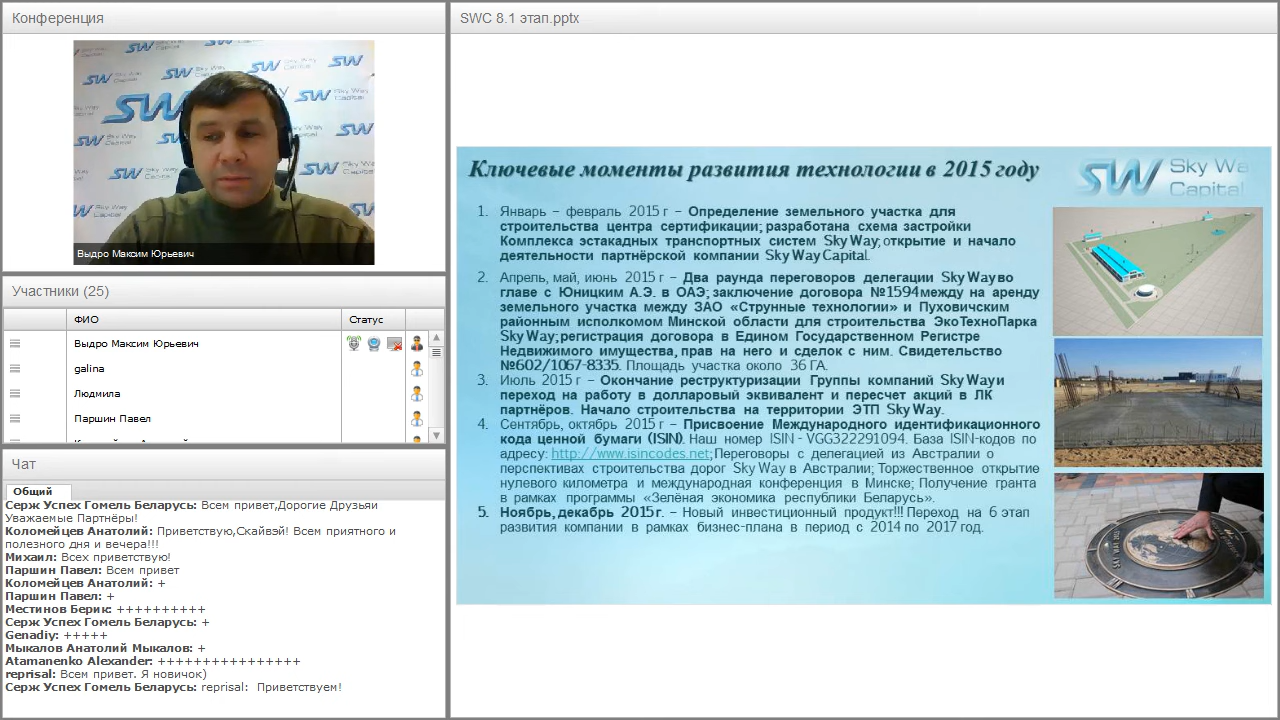 Конференция
SW Sky Way Capital
Выдро Максим Юрьевич
Участники (25)
ФИО Статус
Выдро Максим Юрьевич
galina
Людмила
Паршин Павел
Чат
Общий
Серж Успех Гомель Беларусь: Всем привет,Дорогие Друзьяи
Уважаемые Партнёры!
Коломейцев Анатолий: Приветствую,Скайвэй! Всем приятного и
полезного дня и вечера!!!
Михаил: Всех приветствую!
Паршин Павел: Всем привет
Коломейцев Анатолий: +
Паршин Павел: +
Местинов Берик: ++++++++++
Серж Успех Гомель Беларусь: +
Genadiy: +++++
Мыкалов Анатолий Мыкалов: +
Atamanenko Alexander: ++++++++++++++++
reprisal: Всем привет. Я новичок)
Серж Успех Гомель Беларусь: reprisal: Приветствуем!
SWC 8.1 этап.pptx
Ключевые моменты развития технологии в 2015 году
SW Sky Wa
Capital
1. Январь – февраль 2015 г – Определение земельного участка для
строительства центра сертификации; разработана схема застройки
Комплекса эстакадных транспортных систем Sky Way; открытие и начало
деятельности партнёрской компании Sky Way Capital.
2. Апрель, май, июнь 2015 г – Два раунда переговоров делегации Sky Way во
главе с Юницким А.Э. в ОАЭ; заключение договора №1594 между на аренду
земельного участка между ЗАО «Струнные технологии» и Пуховичским
районным исполкомом Минской области для строительства ЭкоТехноПарка
Sky Way; регистрация договора в Едином Государственном Регистре
Недвижимого имущества, прав на него и сделок с ним. Свидетельство
№602/1067-8335. Площадь участка около 36 ГА.
3. Июль 2015 г – Окончание реструктуризации Группы компаний Sky Way и
переход на работу в долларовый эквивалент и пересчет акций в ЛК
партнёров. Начало строительства на территории ЭТП Sky Way.
4. Сентябрь, октябрь 2015 г – Присвоение Международного идентификационного
кода ценной бумаги (ISIN). Наш номер ISIN - VGG322291094. База ISIN-кодов по
адресу: http://www.isincodes.net; Переговоры с делегацией из Австралии о
перспективах строительства дорог Sky Way в Австралии; Торжественное открытие
нулевого километра и международная конференция в Минске; Получение гранта
в рамках программы «Зелёная экономика республики Беларусь».
5. Ноябрь, декабрь 2015 г. – Новый инвестиционный продукт!!! Переход на 6 этап
развития компании в рамках бизнес-плана в период с 2014 по 2017 год.